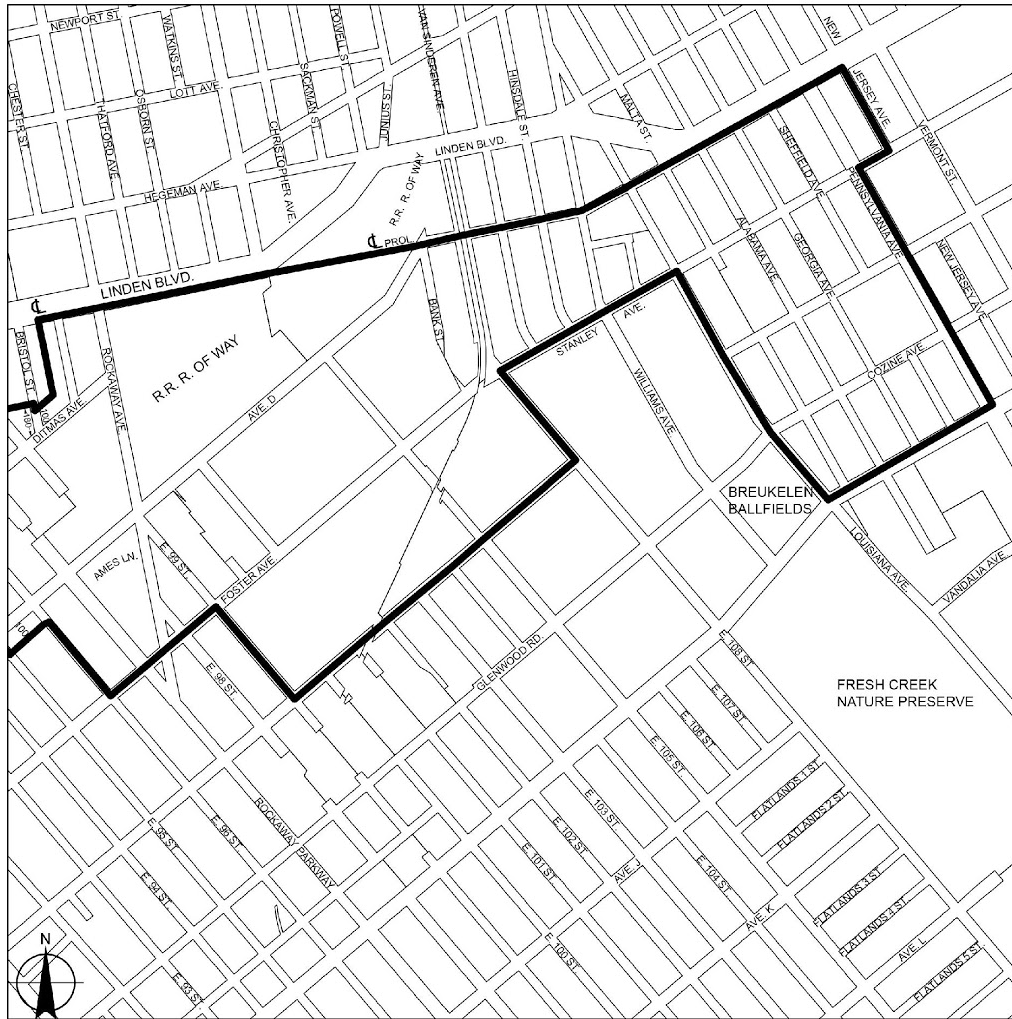 NEWPORT ST.
WATKINS ST.
POWELL ST.
VAN SINDEREN AVE.
NEW
JERSEY AVE.
CHESTER ST.
THATFORD AVE.
OSBORN ST.
LOTT AVE.
SACKMAN ST.
CHRISTOPHER AVE.
JUNIUS ST.
HINSDALE ST.
MALTA ST.
SHEFFIELD AVE.
VERMONT ST.
LINDEN BLVD.
R.R. R. OF WAY
HEGEMAN AVE.
PENNSYLVANIA AVE.
ALABAMA AVE.
GEORGIA AVE.
NEW JERSEY AVE.
℄ PROL.
LINDEN BLVD.
℄
BRISTOL ST.
100
180
DITMAS AVE.
ROCKAWAY AVE.
R.R. R. OF WAY
BANK ST.
STANLEY AVE.
COZINE AVE.
AVE. D
WILLIAMS AVE.
BREUKELEN
BALLFIELDS
LOUISIANA AVE.
VANDALIA AVE.
AMES LN.
E. 99 ST.
FOSTER AVE.
100
E. 98 ST.
GLENWOOD RD.
E. 108 ST.
E. 107 ST.
E. 106 ST.
E. 105 ST.
FRESH CREEK
NATURE PRESERVE
FLATLANDS 1 ST.
FLATLANDS 2 ST.
ROCKAWAY PARKWAY
E. 96 ST.
E. 95 ST.
E. 94 ST.
E. 93 ST.
E. 103 ST.
E. 102 ST.
E. 101 ST.
E. 100 ST.
AVE. J
E. 104 ST.
AVE. K
FLATLANDS 3 ST.
FLATLANDS 4 ST.
AVE. L
FLATLANDS 5 ST.
N